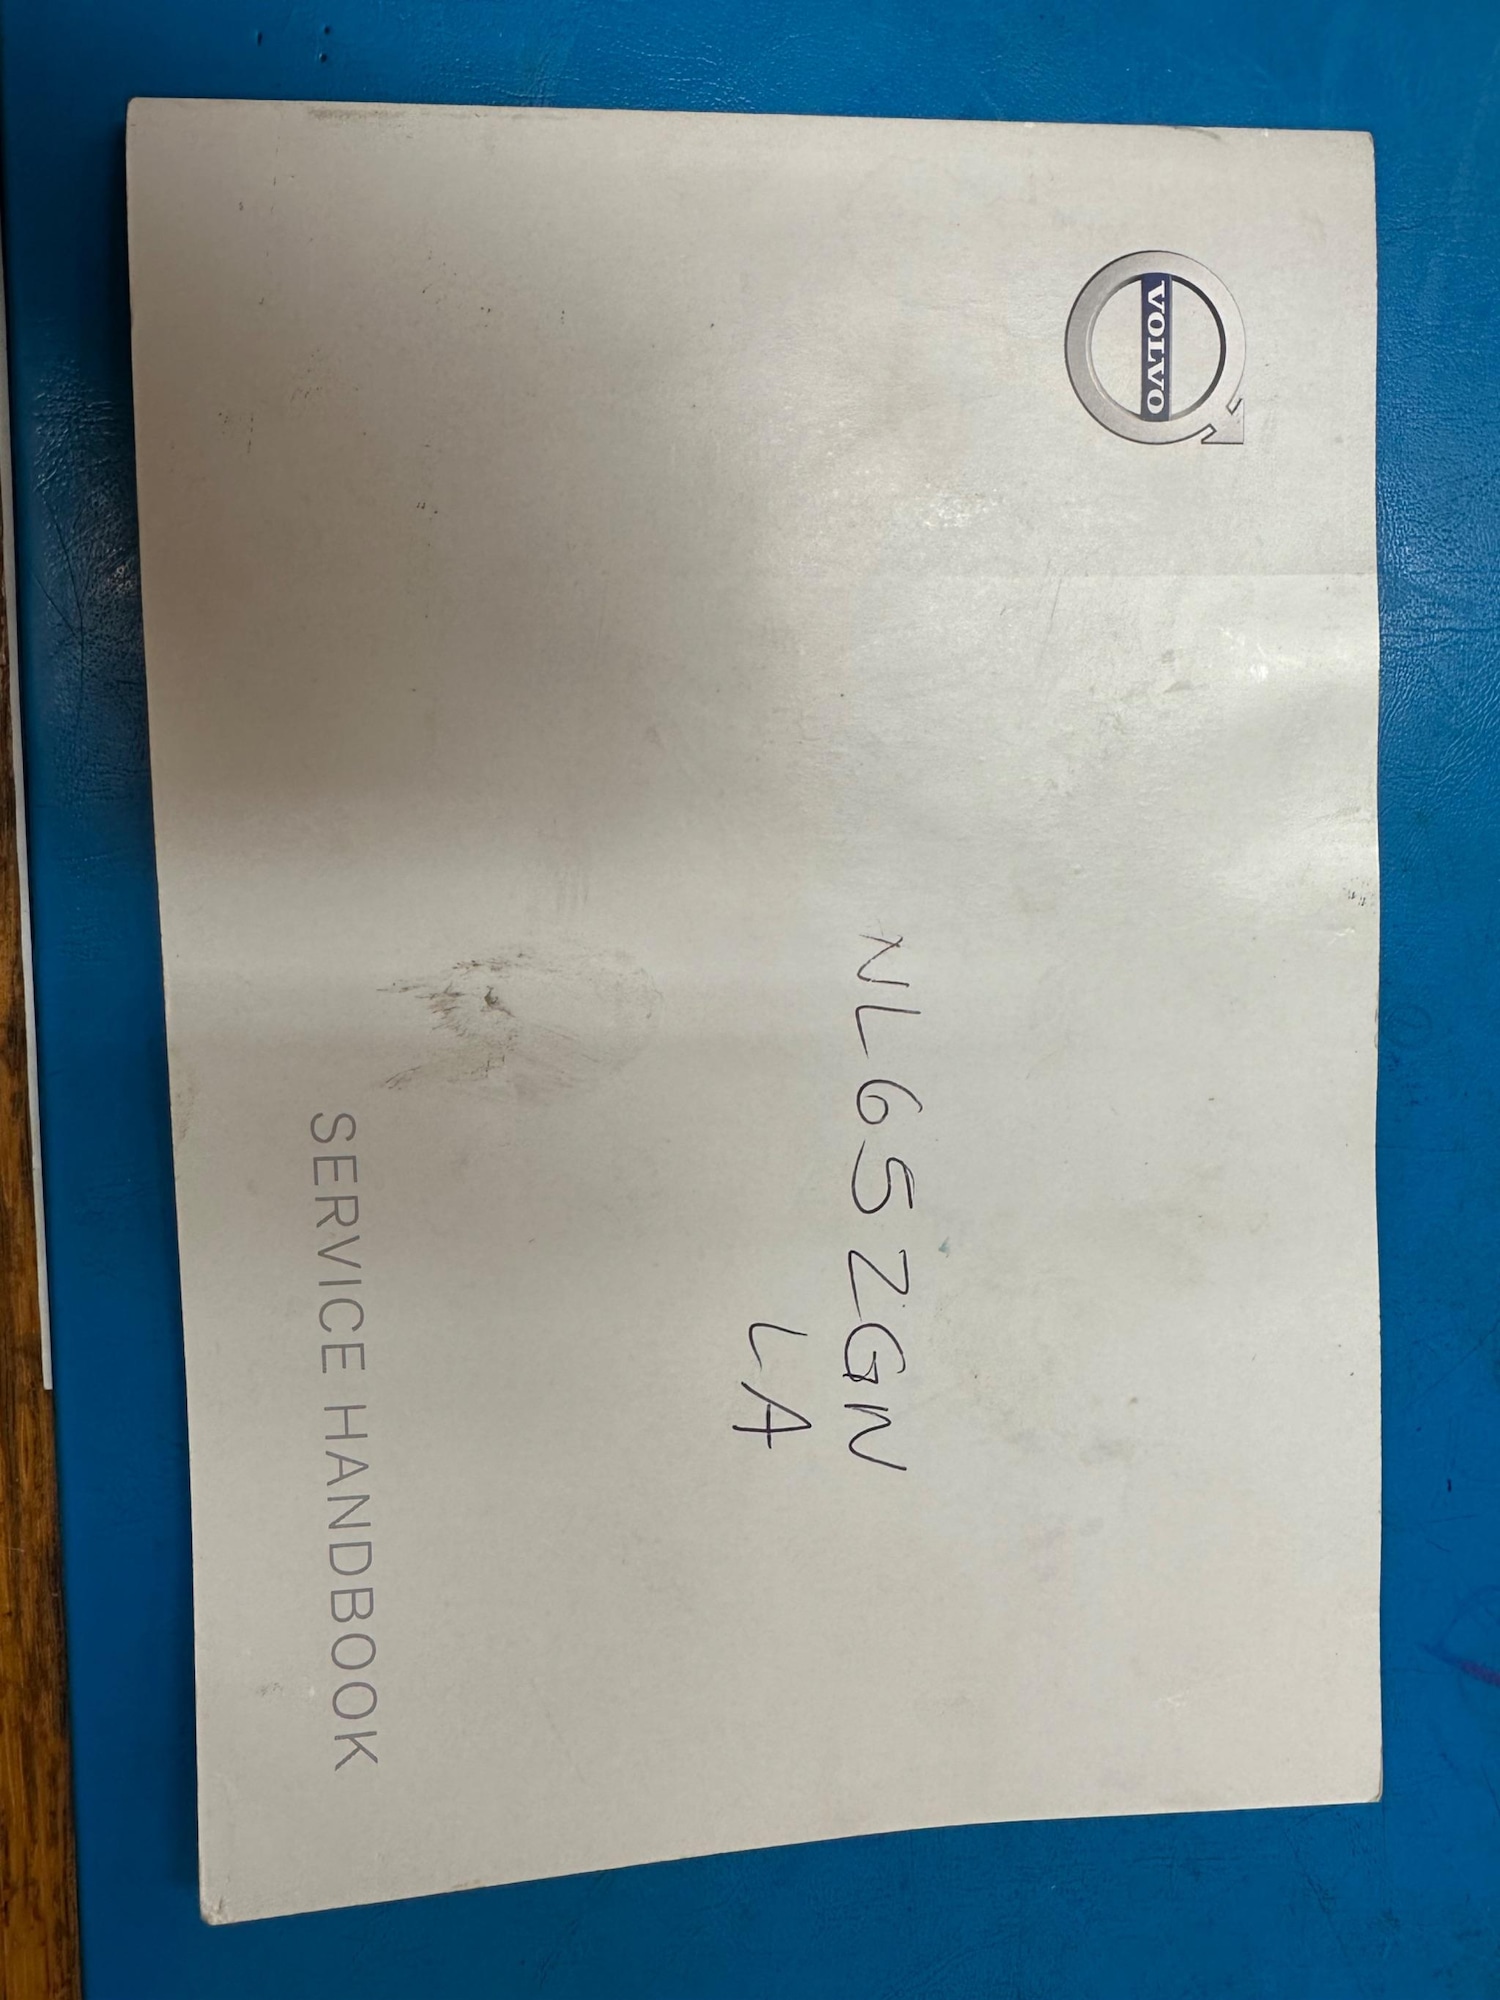 VOLVO
NL65ZGN
LA
SERVICE HANDBOOK